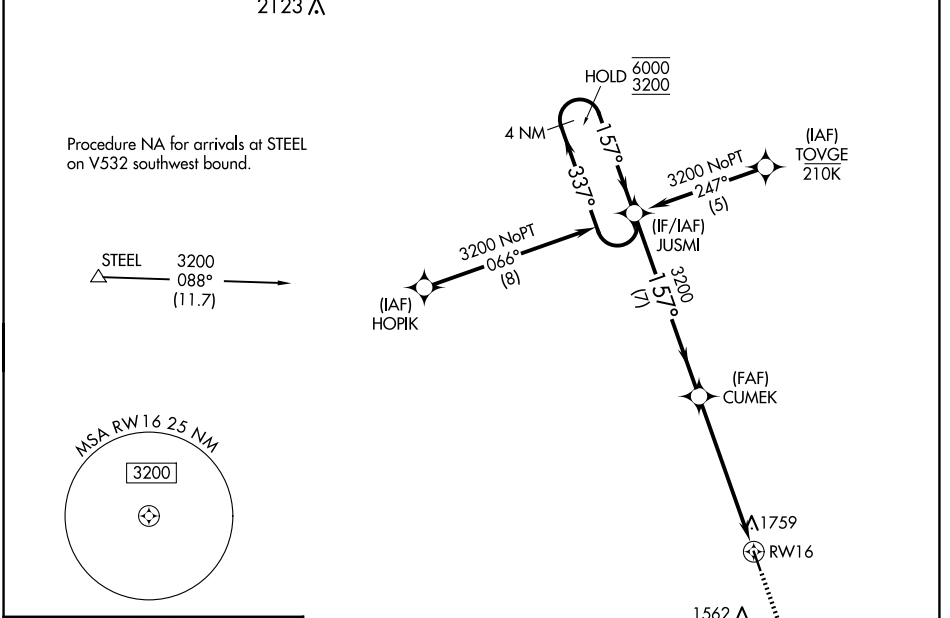 2123
HOLD 6000
3200
4 NM
157°
337°
Procedure NA for arrivals at STEEL
on V532 southwest bound.
(IAF)
TOVGE
210K
3200 NoPT
247°
(5)
(IF/IAF)
JUSMI
3200 NoPT
066°
(8)
(IAF)
HOPIK
STEEL
3200
088°
(11.7)
3200
157°
(7)
(FAF)
CUMEK
MSA RW16 25 NM
3200
1759
RW16
1562